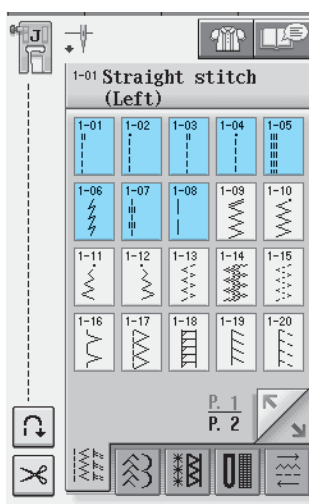 J
1-01 Straight stitch
(Left)
1-01 1-02 1-03 1-04 1-05
1-06 1-07 1-08 1-09 1-10
1-11 1-12 1-13 1-14 1-15
1-16 1-17 1-18 1-19 1-20
P. 1
P. 2